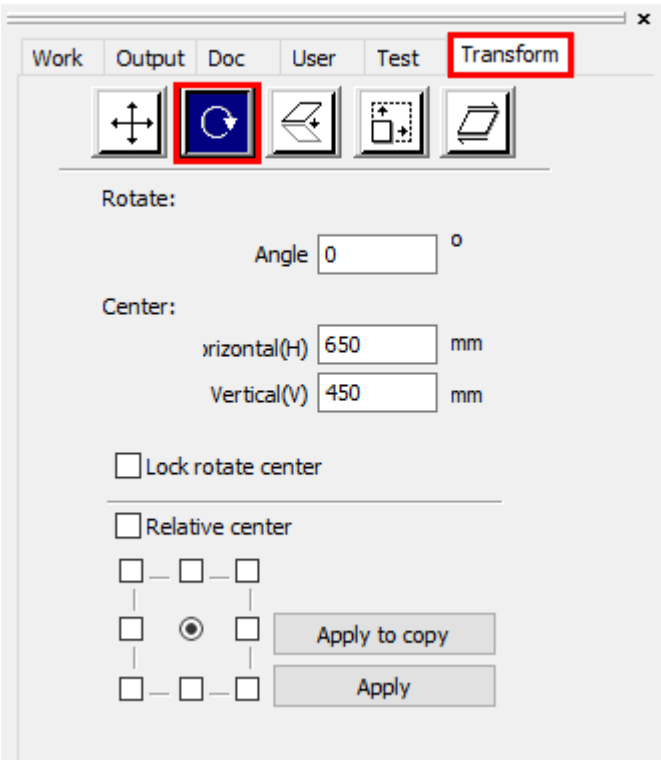 Work Output Doc User Test Transform
Rotate:
Angle 0 o
Center:
orizontal(H) 650 mm
Vertical(V) 450 mm
Lock rotate center
Relative center
Apply to copy
Apply